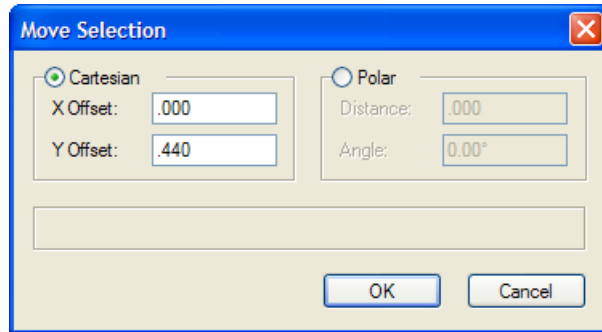 Move Selection
Cartesian
X Offset: .000
Y Offset: .440
Polar
Distance: .000
Angle: 0.00°
OK Cancel